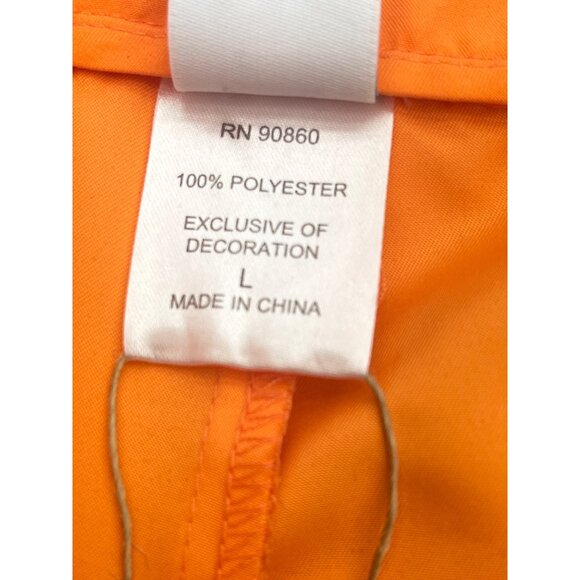 RN 90860
100% POLYESTER
EXCLUSIVE OF
DECORATION
L
MADE IN CHINA